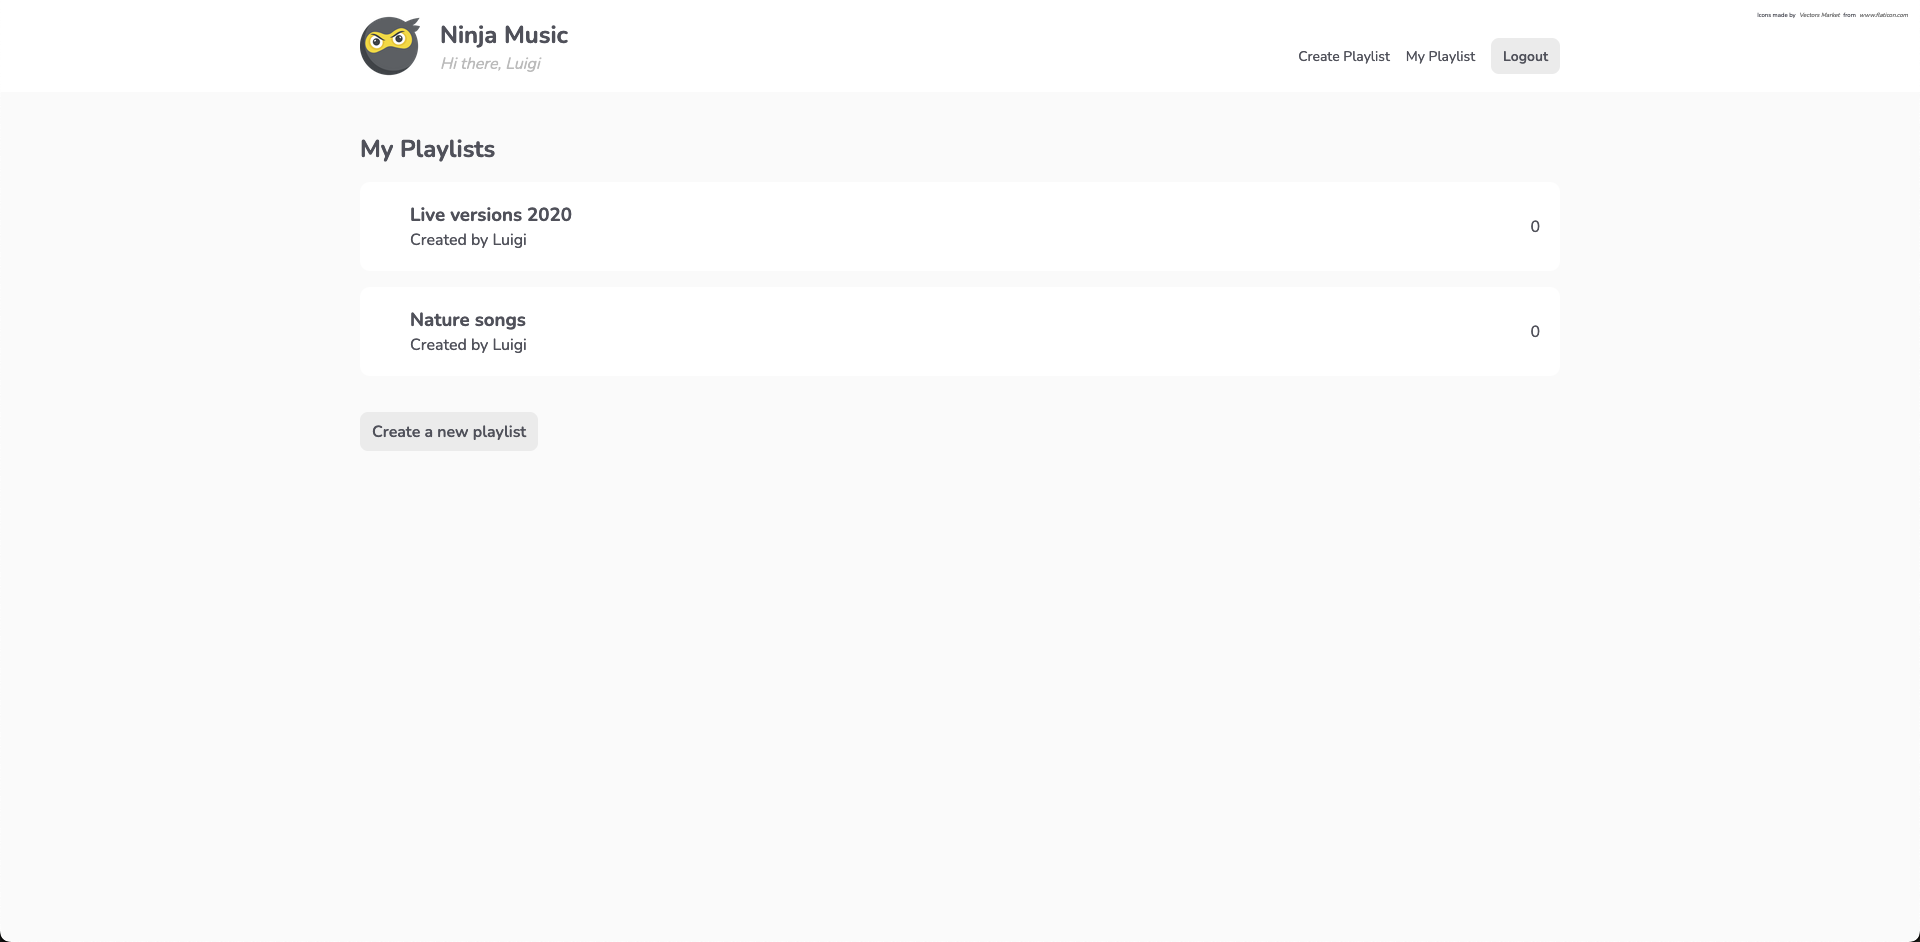 Icons made by Vectors Market from www.flaticon.com
Ninja Music
Hi there, Luigi
Create Playlist
My Playlist
Logout
My Playlists
Live versions 2020
Created by Luigi
0
Nature songs
Created by Luigi
0
Create a new playlist